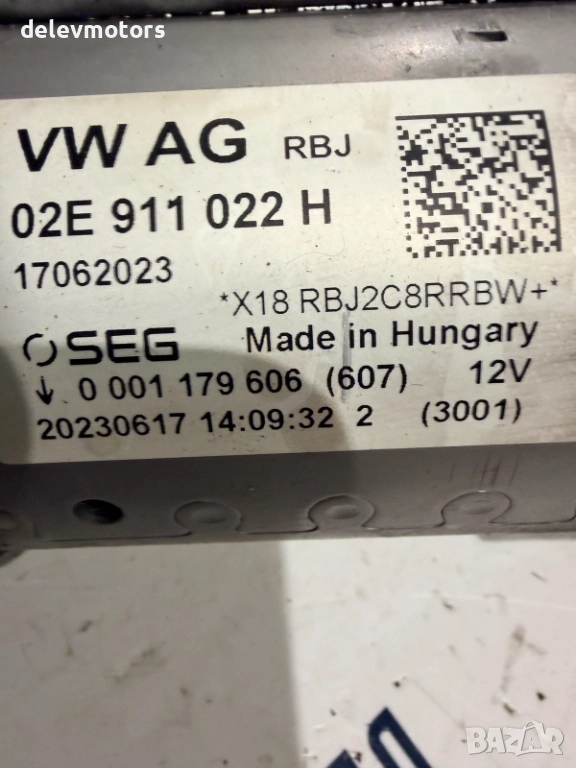 delevmotors
VW AG RBJ
02E 911 022 H
17062023
*X18 RBJ2C8RRBW+*
SEG Made in Hungary
↓ 0 001 179 606 (607) 12V
20230617 14:09:32 2 (3001)
BAZAR